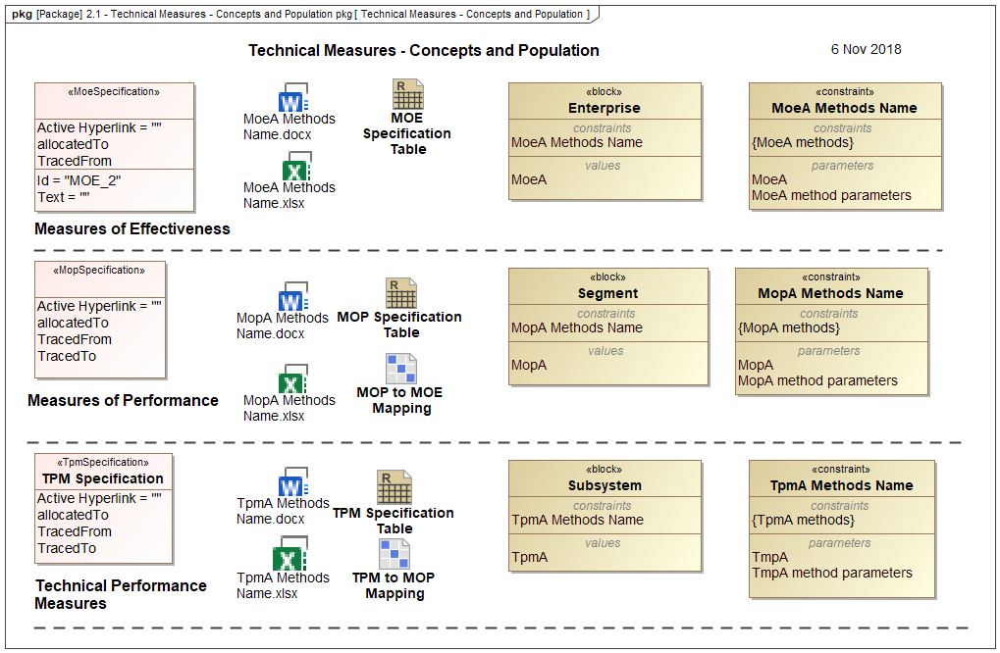 pkg [Package] 2.1 - Technical Measures - Concepts and Population pkg [ Technical Measures - Concepts and Population ]
Technical Measures - Concepts and Population
6 Nov 2018
«MoeSpecification»
Active Hyperlink = ""
allocatedTo
TracedFrom
Id = "MOE_2"
Text = ""
MoeA Methods
Name.docx
MoeA Methods
Name.xlsx
R
MOE
Specification
Table
«block»
Enterprise
constraints
MoeA Methods Name
values
MoeA
«constraint»
MoeA Methods Name
constraints
{MoeA methods}
parameters
MoeA
MoeA method parameters
Measures of Effectiveness
«MopSpecification»
Active Hyperlink = ""
allocatedTo
TracedFrom
TracedTo
MopA Methods
Name.docx
MopA Methods
Name.xlsx
R
MOP Specification
Table
MOP to MOE
Mapping
«block»
Segment
constraints
MopA Methods Name
values
MopA
«constraint»
MopA Methods Name
constraints
{MopA methods}
parameters
MopA
MopA method parameters
Measures of Performance
«TpmSpecification»
TPM Specification
Active Hyperlink = ""
allocatedTo
TracedFrom
TracedTo
TpmA Methods
Name.docx
TpmA Methods
Name.xlsx
R
TPM Specification
Table
TPM to MOP
Mapping
«block»
Subsystem
constraints
TpmA Methods Name
values
TpmA
«constraint»
TpmA Methods Name
constraints
{TpmA methods}
parameters
TmpA
TmpA method parameters
Technical Performance
Measures